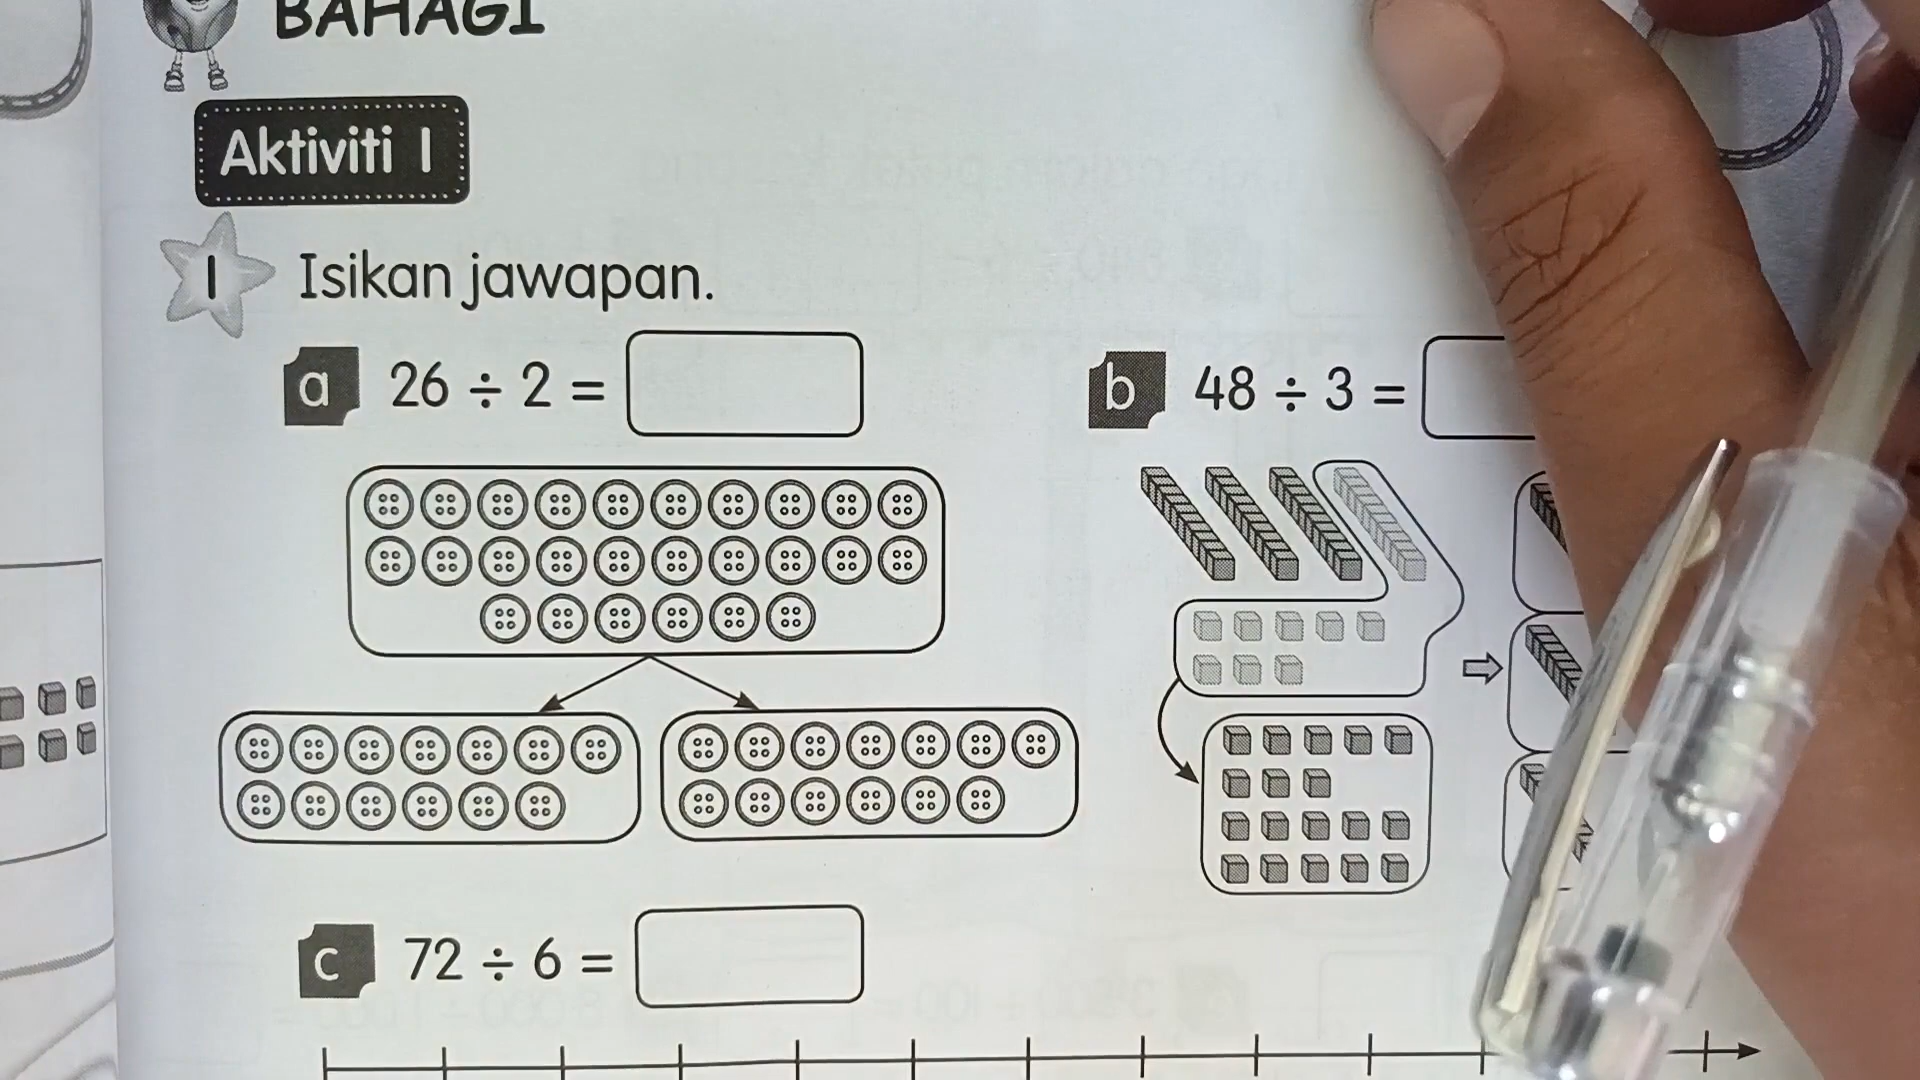 BAHAGI
Aktiviti 1
1 Isikan jawapan.
a 26 ÷ 2 =
b 48 ÷ 3 =
c 72 ÷ 6 =